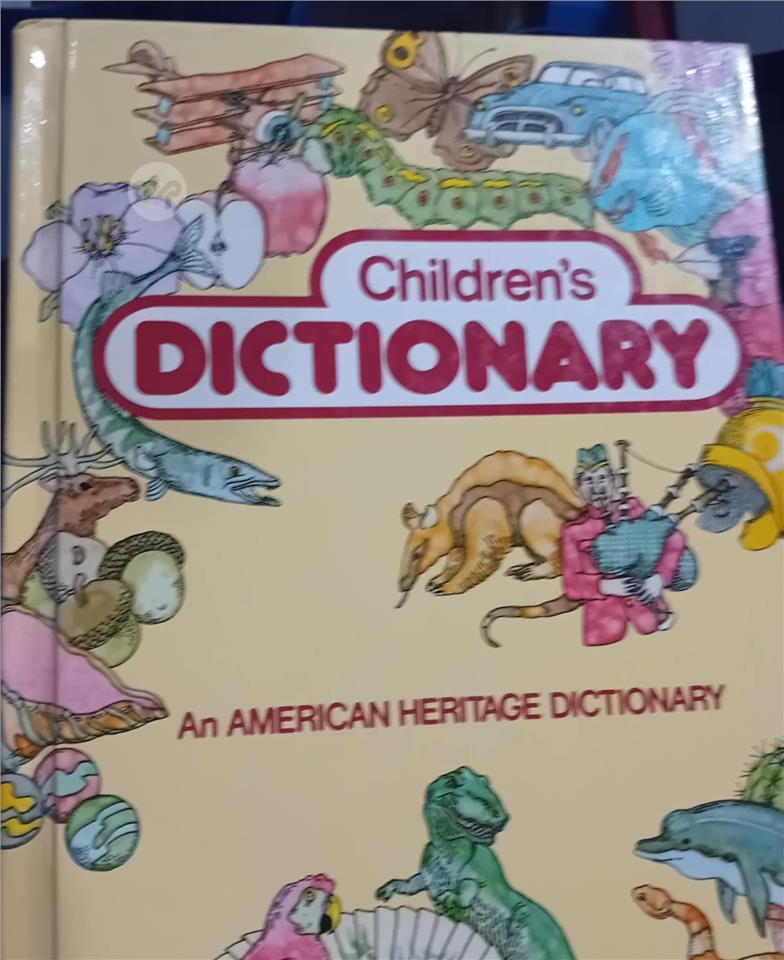 Children's
DICTIONARY
An AMERICAN HERITAGE DICTIONARY